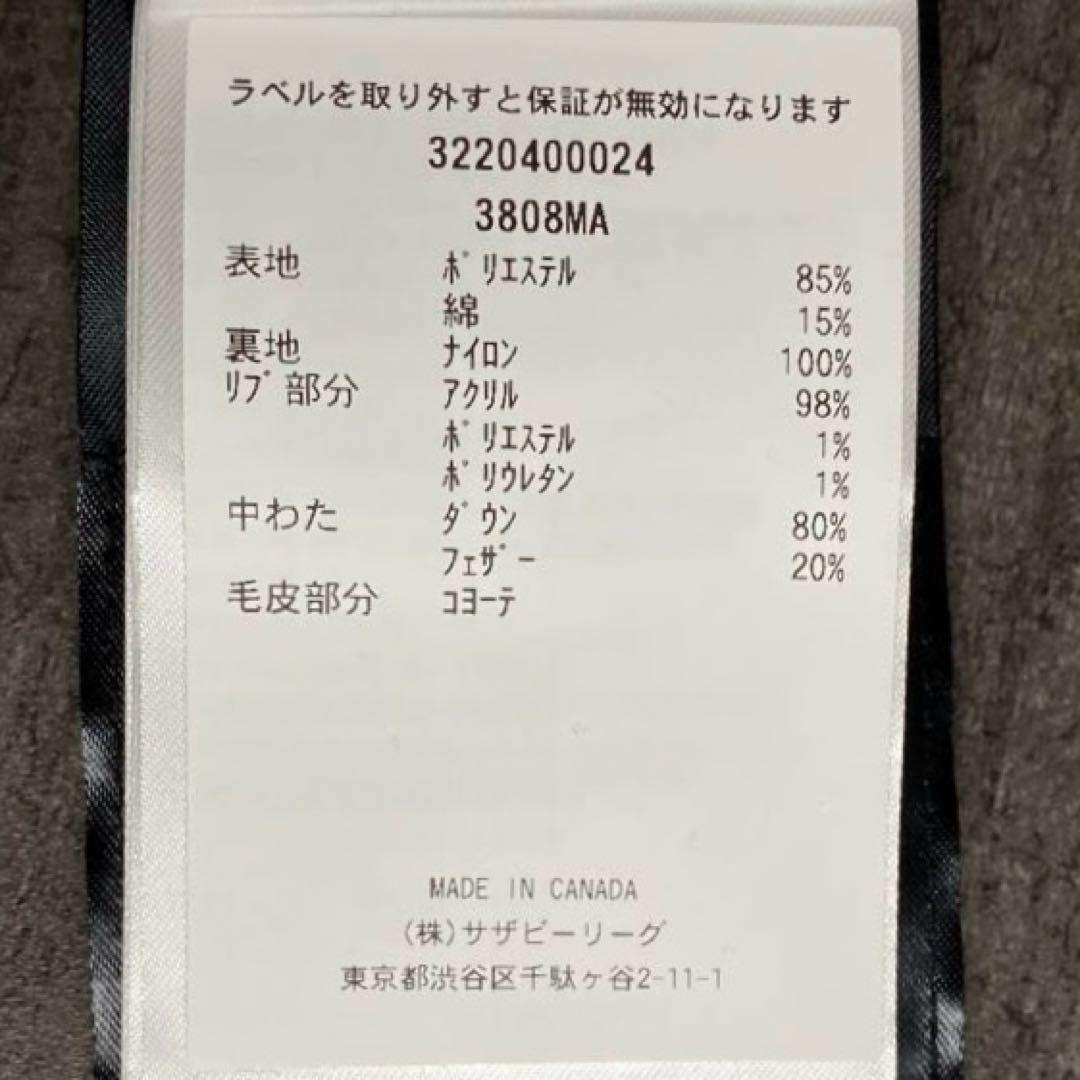 ラベルを取り外すと保証が無効になります
3220400024
3808MA
表地 ﾎﾟﾘｴｽﾃﾙ 85%
綿 15%
裏地 ﾅｲﾛﾝ 100%
ﾘﾌﾞ部分 ｱｸﾘﾙ 98%
ﾎﾟﾘｴｽﾃﾙ 1%
ﾎﾟﾘｳﾚﾀﾝ 1%
中わた ﾀﾞｳﾝ 80%
ﾌｪｻﾞｰ 20%
毛皮部分 ｺﾖｰﾃ
MADE IN CANADA
(株)サザビーリーグ
東京都渋谷区千駄ヶ谷2-11-1